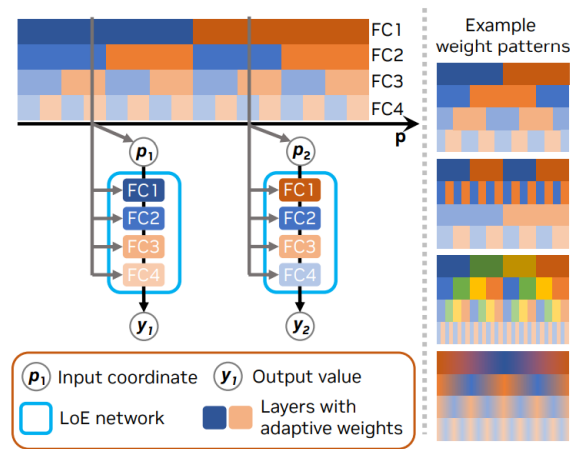 FC1
FC2
FC3
FC4
p
p1
p2
FC1
FC2
FC3
FC4
FC1
FC2
FC3
FC4
y1
y2
Example
weight patterns
p1 Input coordinate
y1 Output value
LoE network
Layers with
adaptive weights